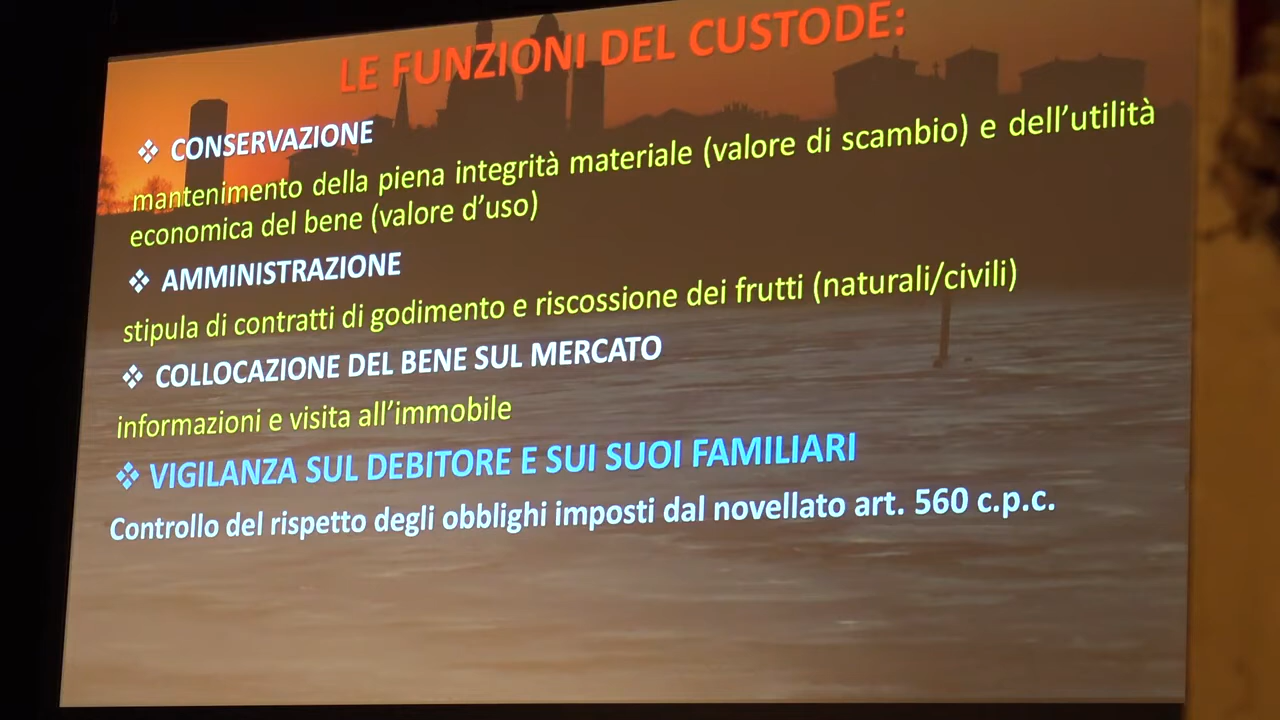 LE FUNZIONI DEL CUSTODE:
❖ CONSERVAZIONE
mantenimento della piena integrità materiale (valore di scambio) e dell'utilità
economica del bene (valore d'uso)
❖ AMMINISTRAZIONE
stipula di contratti di godimento e riscossione dei frutti (naturali/civili)
❖ COLLOCAZIONE DEL BENE SUL MERCATO
informazioni e visita all'immobile
❖ VIGILANZA SUL DEBITORE E SUI SUOI FAMILIARI
Controllo del rispetto degli obblighi imposti dal novellato art. 560 c.p.c.